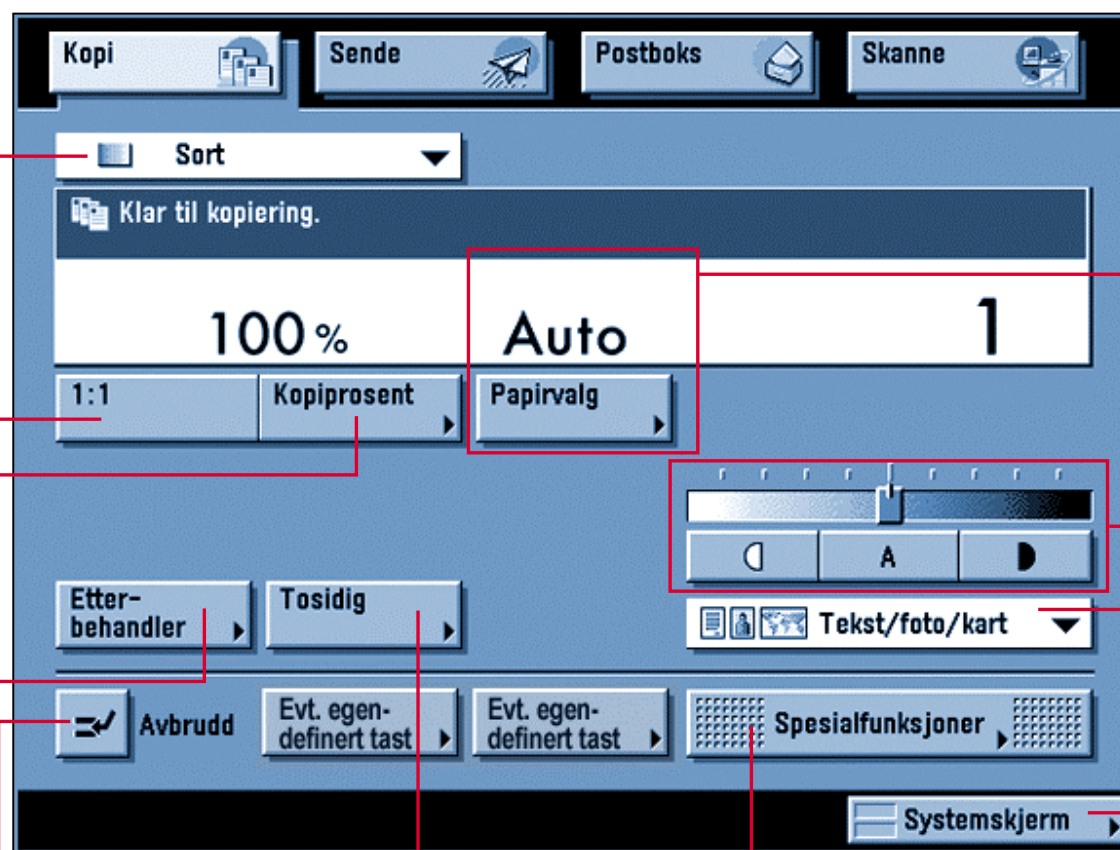 Kopi
Sende
Postboks
Skanne
Sort
Klar til kopiering.
100 %
Auto
1
1:1
Kopiprosent
Papirvalg
A
Etter-
behandler
Tosidig
Tekst/foto/kart
Avbrudd
Evt. egen-
definert tast
Evt. egen-
definert tast
Spesialfunksjoner
Systemskjerm